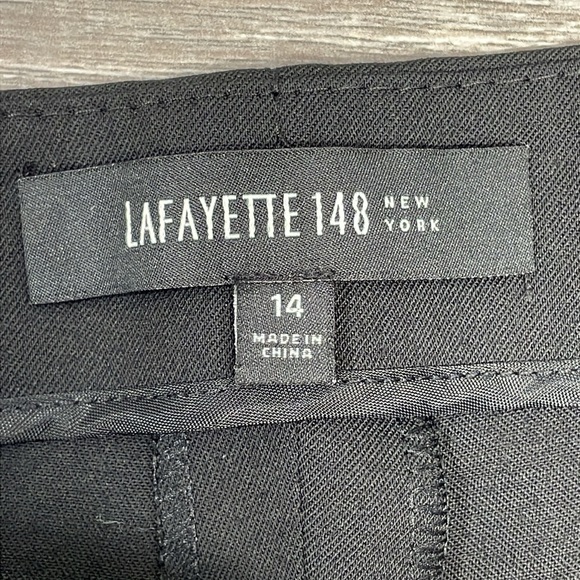 LAFAYETTE 148 NEW YORK
14
MADE IN
CHINA